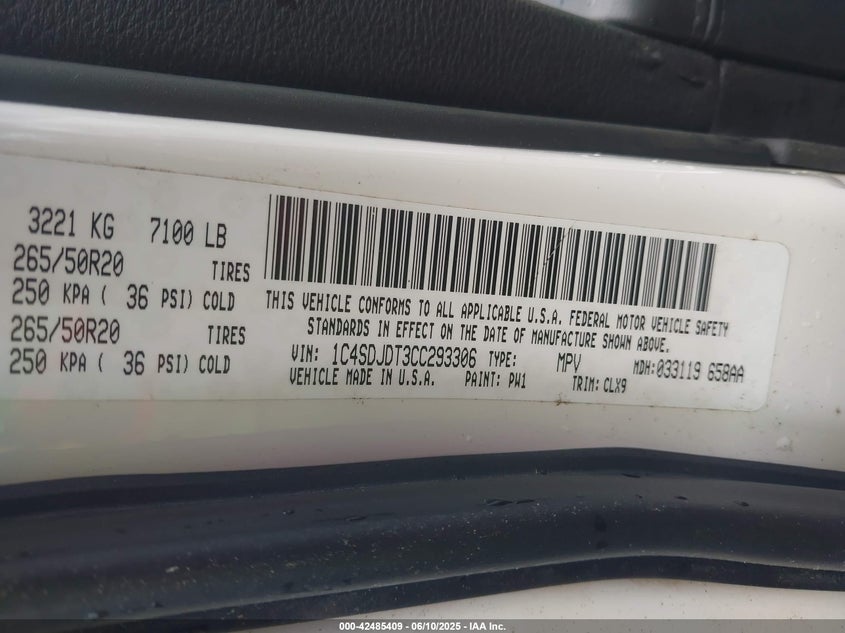 3221 KG 7100 LB
265/50R20 TIRES
250 KPA ( 36 PSI) COLD
265/50R20 TIRES
250 KPA ( 36 PSI) COLD
THIS VEHICLE CONFORMS TO ALL APPLICABLE U.S.A. FEDERAL MOTOR VEHICLE SAFETY
STANDARDS IN EFFECT ON THE DATE OF MANUFACTURE SHOWN ABOVE.
VIN: 1C4SDJDT3CC293306 TYPE: MPV MDH:033119 658AA
VEHICLE MADE IN U.S.A. PAINT: PW1 TRIM: CLX9
000-42485409 - 06/10/2025 - IAA Inc.